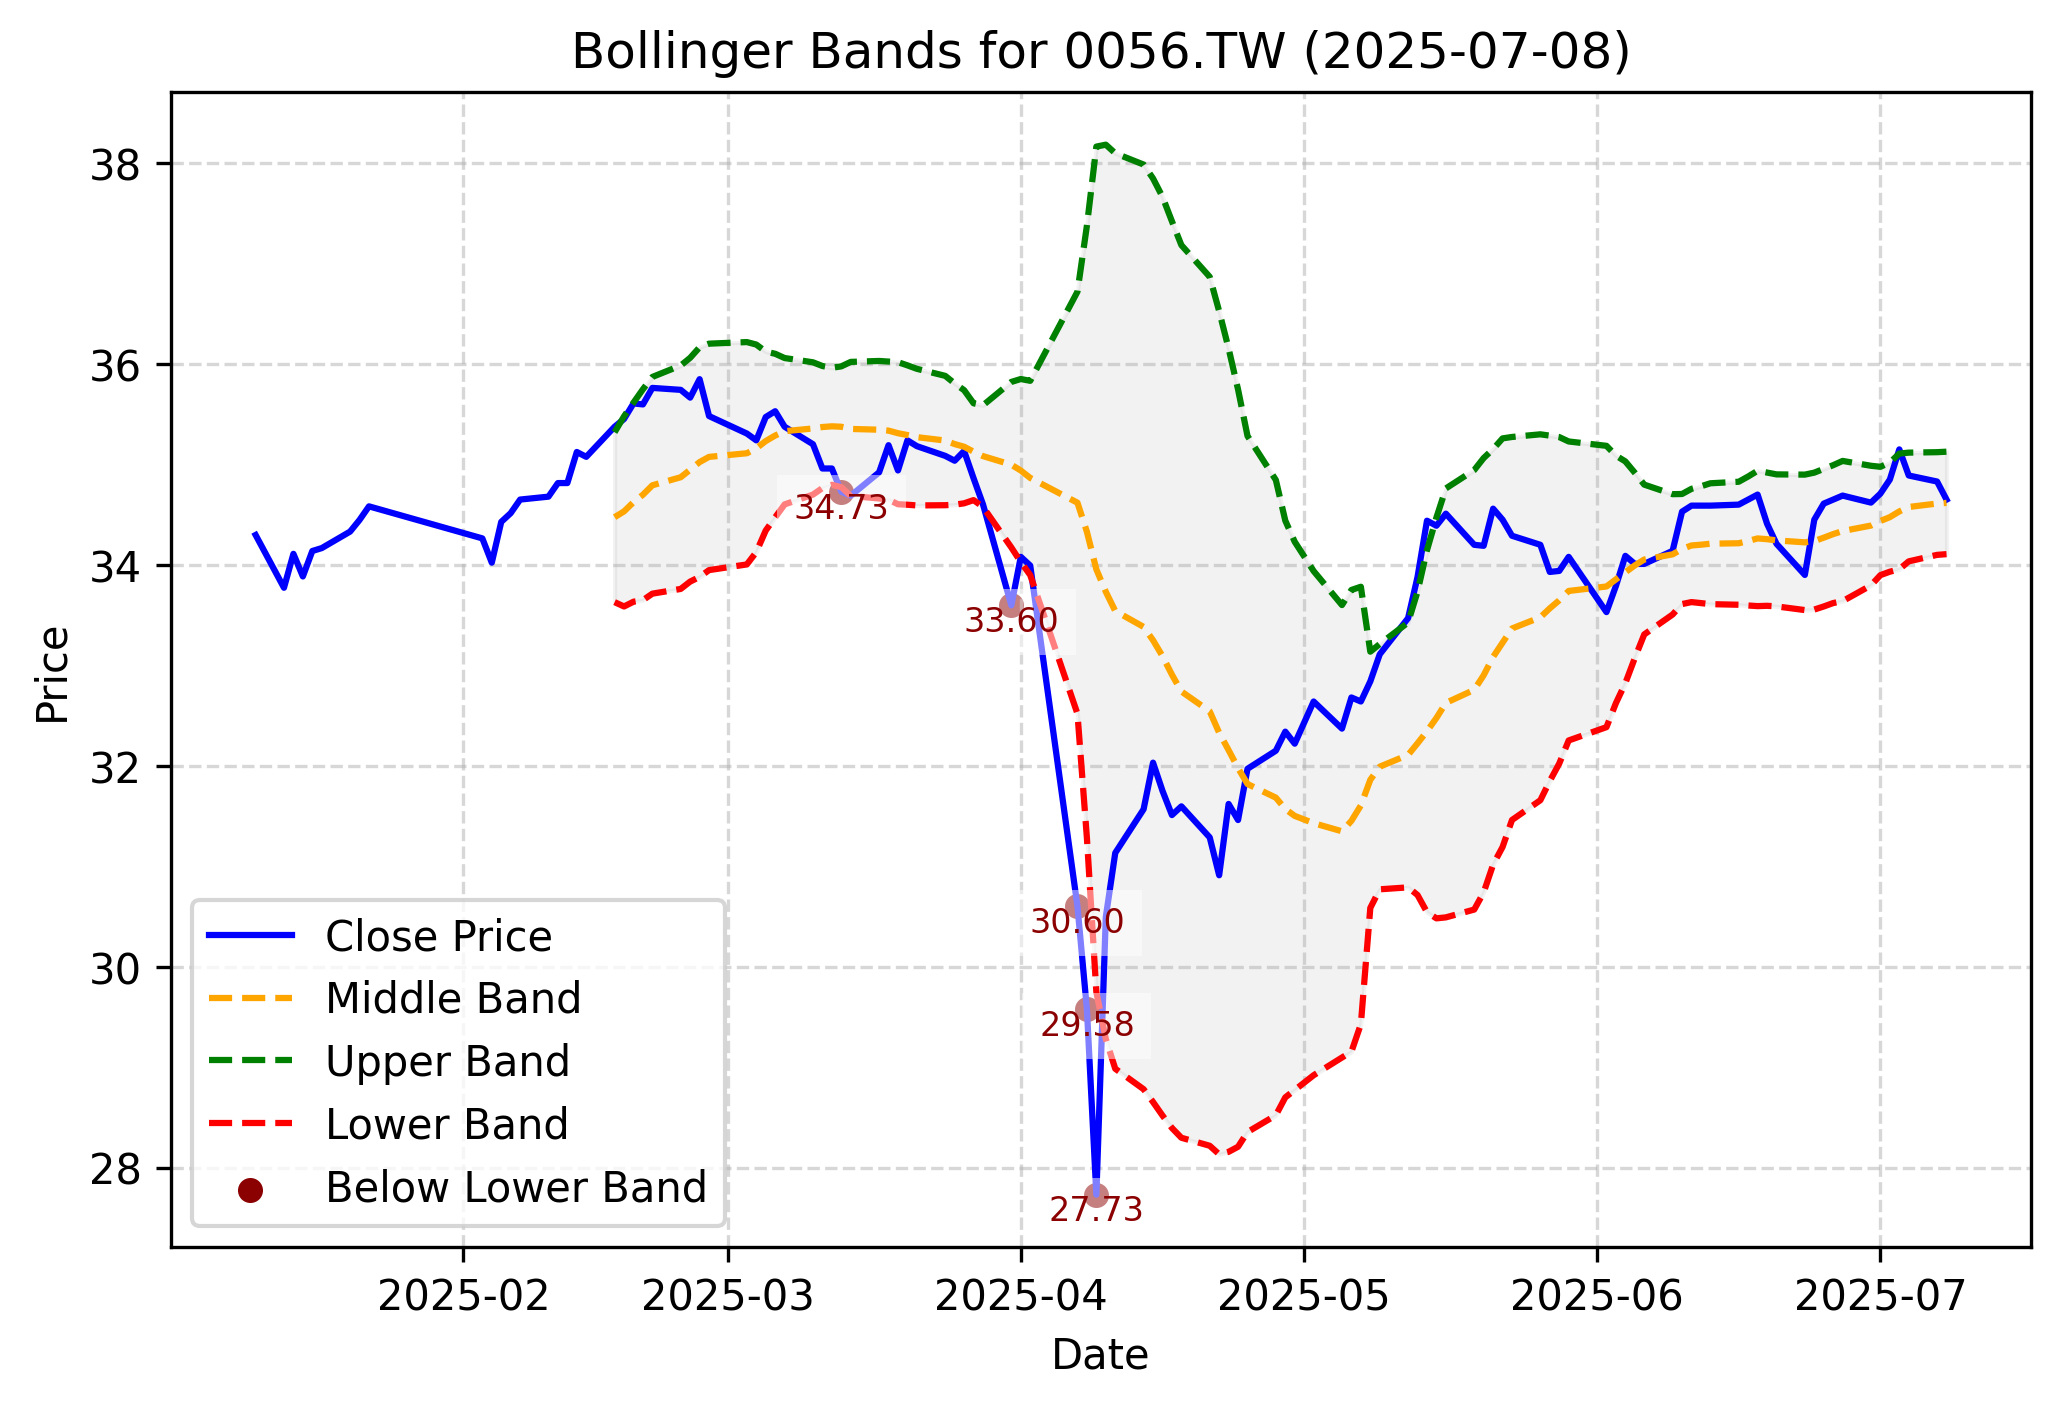 Bollinger Bands for 0056.TW (2025-07-08)
38
36
34
32
30
28
Price
34.73
33.60
30.60
29.58
27.73
Close Price
Middle Band
Upper Band
Lower Band
Below Lower Band
2025-02 2025-03 2025-04 2025-05 2025-06 2025-07
Date